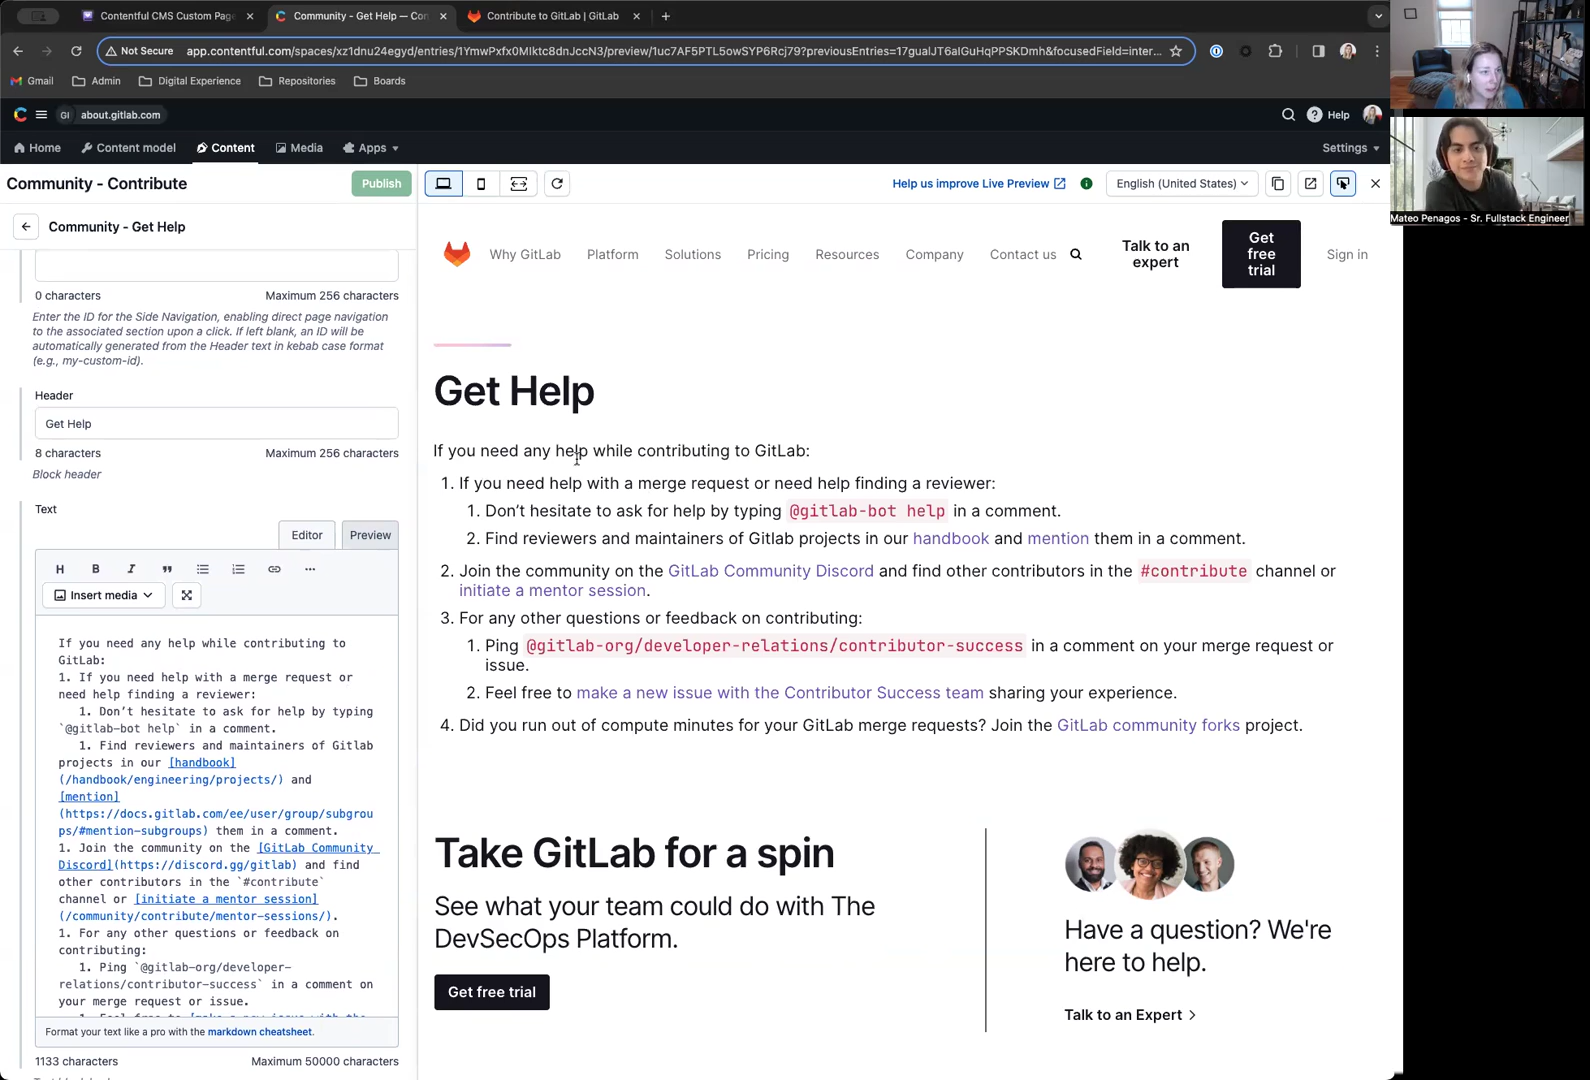 Contentful CMS Custom Page
Community - Get Help — Con
Contribute to GitLab | GitLab
Not Secure
app.contentful.com/spaces/xz1dnu24egyd/entries/1YmwPxfx0MIktc8dnJccN3/preview/1uc7AF5PTL5owSYP6Rcj79?previousEntries=17gualJT6alGuHqPPSKDmh&focusedField=inter...
Gmail
Admin
Digital Experience
Repositories
Boards
GI
about.gitlab.com
Help
Home
Content model
Content
Media
Apps
Settings
Community - Contribute
Publish
Help us improve Live Preview
English (United States)
Mateo Penagos - Sr. Fullstack Engineer
Community - Get Help
0 characters
Maximum 256 characters
Enter the ID for the Side Navigation, enabling direct page navigation
to the associated section upon a click. If left blank, an ID will be
automatically generated from the Header text in kebab case format
(e.g., my-custom-id).
Header
Get Help
8 characters
Maximum 256 characters
Block header
Text
Editor
Preview
H
B
I
Insert media
If you need any help while contributing to
GitLab:
1. If you need help with a merge request or
need help finding a reviewer:
1. Don’t hesitate to ask for help by typing
`@gitlab-bot help` in a comment.
1. Find reviewers and maintainers of Gitlab
projects in our [handbook]
(/handbook/engineering/projects/) and
[mention]
(https://docs.gitlab.com/ee/user/group/subgrou
ps/#mention-subgroups) them in a comment.
1. Join the community on the [GitLab Community
Discord](https://discord.gg/gitlab) and find
other contributors in the `#contribute`
channel or [initiate a mentor session]
(/community/contribute/mentor-sessions/).
1. For any other questions or feedback on
contributing:
1. Ping `@gitlab-org/developer-
relations/contributor-success` in a comment on
your merge request or issue.
1. Feel free to [make a new issue with the
Format your text like a pro with the markdown cheatsheet.
1133 characters
Maximum 50000 characters
Why GitLab
Platform
Solutions
Pricing
Resources
Company
Contact us
Talk to an
expert
Get
free
trial
Sign in
Get Help
If you need any help while contributing to GitLab:
1. If you need help with a merge request or need help finding a reviewer:
1. Don’t hesitate to ask for help by typing @gitlab-bot help in a comment.
2. Find reviewers and maintainers of Gitlab projects in our handbook and mention them in a comment.
2. Join the community on the GitLab Community Discord and find other contributors in the #contribute channel or
initiate a mentor session.
3. For any other questions or feedback on contributing:
1. Ping @gitlab-org/developer-relations/contributor-success in a comment on your merge request or
issue.
2. Feel free to make a new issue with the Contributor Success team sharing your experience.
4. Did you run out of compute minutes for your GitLab merge requests? Join the GitLab community forks project.
Take GitLab for a spin
See what your team could do with The
DevSecOps Platform.
Get free trial
Have a question? We're
here to help.
Talk to an Expert